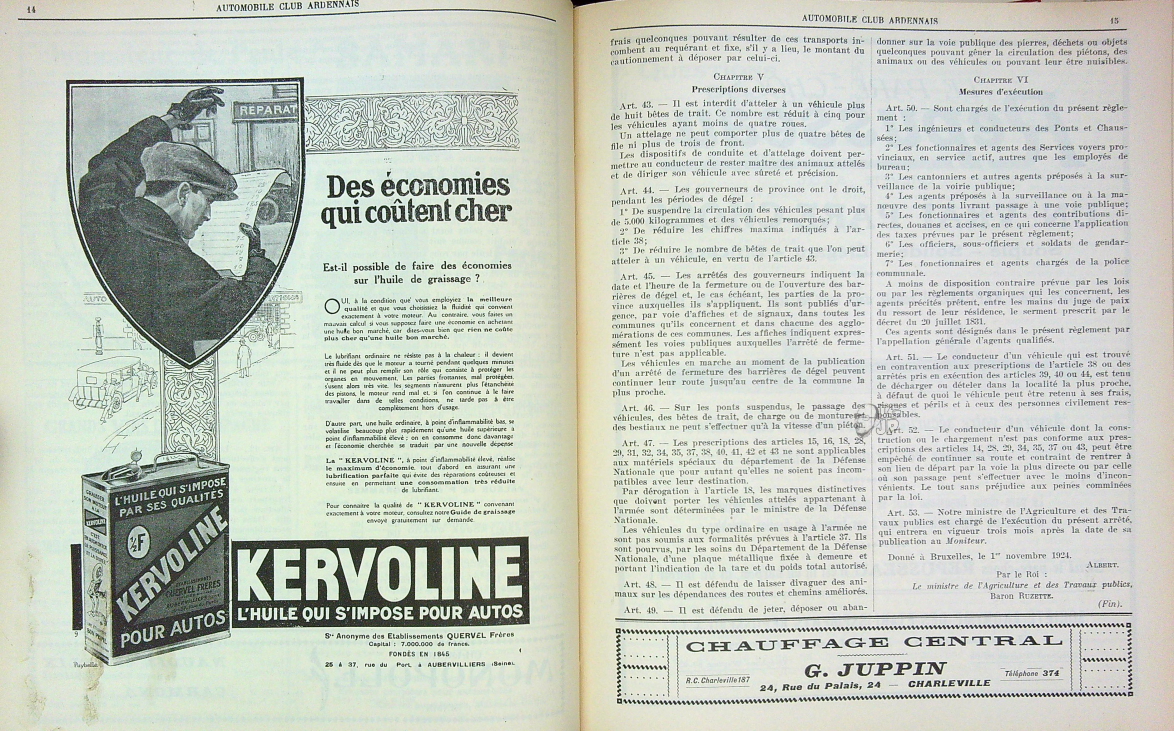 14
AUTOMOBILE CLUB ARDENNAIS
REPARAT
AUTO
Des économies
qui coûtent cher
Est-il possible de faire des économies
sur l'huile de graissage ?
OUI, à la condition que vous employiez la meilleure
qualité et que vous choisissiez la fluidité qui convient
exactement à votre moteur. Au contraire, vous faites un
mauvais calcul si vous supposez faire une économie en achetant
une huile bon marché, car dites-vous bien que rien ne coûte
plus cher qu'une huile bon marché.
Le lubrifiant ordinaire ne résiste pas à la chaleur : il devient
très fluide dès que le moteur a tourné pendant quelques minutes
et il ne peut plus remplir son rôle qui consiste à protéger les
organes en mouvement. Les parties frottantes, mal protégées,
s'usent alors très vite, les segments n'assurent plus l'étanchéité
des pistons, le moteur rend mal et, si l'on continue à le faire
travailler dans de telles conditions, ne tarde pas à être
complètement hors d'usage.
D'autre part, une huile ordinaire, à point d'inflammabilité bas, se
volatilise beaucoup plus rapidement qu'une huile supérieure à
point d'inflammabilité élevé ; on en consomme donc davantage
et l'économie cherchée se traduit par une nouvelle dépense
La "KERVOLINE", à point d'inflammabilité élevé, réalise
le maximum d'économie, tout d'abord en assurant une
lubrification parfaite qui évite des réparations coûteuses et
ensuite en permettant une consommation très réduite
de lubrifiant.
Pour connaître la qualité de "KERVOLINE" convenant
exactement à votre moteur, consultez notre Guide de graissage
envoyé gratuitement sur demande.
L'HUILE QUI S'IMPOSE
PAR SES QUALITÉS
½F
KERVOLINE
ETABLISSEMENTS
QUERVEL FRÈRES
AUBERVILLIERS
POUR AUTOS
KERVOLINE
KERVOLINE
L'HUILE QUI S'IMPOSE POUR AUTOS
Sté Anonyme des Etablissements QUERVEL Frères
Capital : 7.000.000 de francs.
FONDÉS EN 1845
25 à 37, rue du Port, à AUBERVILLIERS (Seine).
9
Puybelle
AUTOMOBILE CLUB ARDENNAIS
15
frais quelconques pouvant résulter de ces transports in-
combent au requérant et fixe, s'il y a lieu, le montant du
cautionnement à déposer par celui-ci.
CHAPITRE V
Prescriptions diverses
Art. 43. — Il est interdit d'atteler à un véhicule plus
de huit bêtes de trait. Ce nombre est réduit à cinq pour
les véhicules ayant moins de quatre roues.
Un attelage ne peut comporter plus de quatre bêtes de
file ni plus de trois de front.
Les dispositifs de conduite et d'attelage doivent per-
mettre au conducteur de rester maître des animaux attelés
et de diriger son véhicule avec sûreté et précision.
Art. 44. — Les gouverneurs de province ont le droit,
pendant les périodes de dégel :
1° De suspendre la circulation des véhicules pesant plus
de 5.000 kilogrammes et des véhicules remorqués;
2° De réduire les chiffres maxima indiqués à l'ar-
ticle 38;
3° De réduire le nombre de bêtes de trait que l'on peut
atteler à un véhicule, en vertu de l'article 43.
Art. 45. — Les arrêtés des gouverneurs indiquent la
date et l'heure de la fermeture ou de l'ouverture des bar-
rières de dégel et, le cas échéant, les parties de la pro-
vince auxquelles ils s'appliquent. Ils sont publiés d'ur-
gence, par voie d'affiches et de signaux, dans toutes les
communes qu'ils concernent et dans chacune des agglo-
mérations de ces communes. Les affiches indiquent expres-
sément les voies publiques auxquelles l'arrêté de ferme-
ture n'est pas applicable.
Les véhicules en marche au moment de la publication
d'un arrêté de fermeture des barrières de dégel peuvent
continuer leur route jusqu'au centre de la commune la
plus proche.
Art. 46. — Sur les ponts suspendus, le passage des
véhicules, des bêtes de trait, de charge ou de monture et
des bestiaux ne peut s'effectuer qu'à la vitesse d'un piéton.
Art. 47. — Les prescriptions des articles 15, 16, 18, 28,
29, 31, 32, 34, 35, 37, 38, 40, 41, 42 et 43 ne sont applicables
aux matériels spéciaux du département de la Défense
Nationale que pour autant qu'elles ne soient pas incom-
patibles avec leur destination.
Par dérogation à l'article 18, les marques distinctives
que doivent porter les véhicules attelés appartenant à
l'armée sont déterminées par le ministre de la Défense
Nationale.
Les véhicules du type ordinaire en usage à l'armée ne
sont pas soumis aux formalités prévues à l'article 37. Ils
sont pourvus, par les soins du Département de la Défense
Nationale, d'une plaque métallique fixée à demeure et
portant l'indication de la tare et du poids total autorisé.
Art. 48. — Il est défendu de laisser divaguer des ani-
maux sur les dépendances des routes et chemins améliorés.
Art. 49. — Il est défendu de jeter, déposer ou aban-
donner sur la voie publique des pierres, déchets ou objets
quelconques pouvant gêner la circulation des piétons, des
animaux ou des véhicules ou pouvant leur être nuisibles.
CHAPITRE VI
Mesures d'exécution
Art. 50. — Sont chargés de l'exécution du présent règle-
ment :
1° Les ingénieurs et conducteurs des Ponts et Chaus-
sées;
2° Les fonctionnaires et agents des Services voyers pro-
vinciaux, en service actif, autres que les employés de
bureau;
3° Les cantonniers et autres agents préposés à la sur-
veillance de la voirie publique;
4° Les agents préposés à la surveillance ou à la ma-
nœuvre des ponts livrant passage à une voie publique;
5° Les fonctionnaires et agents des contributions di-
rectes, douanes et accises, en ce qui concerne l'application
des taxes prévues par le présent règlement;
6° Les officiers, sous-officiers et soldats de gendar-
merie;
7° Les fonctionnaires et agents chargés de la police
communale.
A moins de disposition contraire prévue par les lois
ou par les règlements organiques qui les concernent, les
agents précités prêtent, entre les mains du juge de paix
du ressort de leur résidence, le serment prescrit par le
décret du 20 juillet 1831.
Ces agents sont désignés dans le présent règlement par
l'appellation générale d'agents qualifiés.
Art. 51. — Le conducteur d'un véhicule qui est trouvé
en contravention aux prescriptions de l'article 38 ou des
arrêtés pris en exécution des articles 39, 40 ou 44, est tenu
de décharger ou dételer dans la localité la plus proche,
à défaut de quoi le véhicule peut être retenu à ses frais,
risques et périls et à ceux des personnes civilement res-
ponsables.
Art. 52. — Le conducteur d'un véhicule dont la cons-
truction ou le chargement n'est pas conforme aux pres-
criptions des articles 14, 28, 29, 34, 35, 37 ou 43, peut être
empêché de continuer sa route et contraint de rentrer à
son lieu de départ par la voie la plus directe ou par celle
où son passage peut s'effectuer avec le moins d'incon-
vénients. Le tout sans préjudice aux peines comminées
par la loi.
Art. 53. — Notre ministre de l'Agriculture et des Tra-
vaux publics est chargé de l'exécution du présent arrêté,
qui entrera en vigueur trois mois après la date de sa
publication au Moniteur.
Donné à Bruxelles, le 1er novembre 1924.
ALBERT.
Par le Roi :
Le ministre de l'Agriculture et des Travaux publics,
Baron RUZETTE.
(Fin).
CHAUFFAGE CENTRAL
G. JUPPIN
R.C. Charleville 187
Téléphone 374
24, Rue du Palais, 24 — CHARLEVILLE